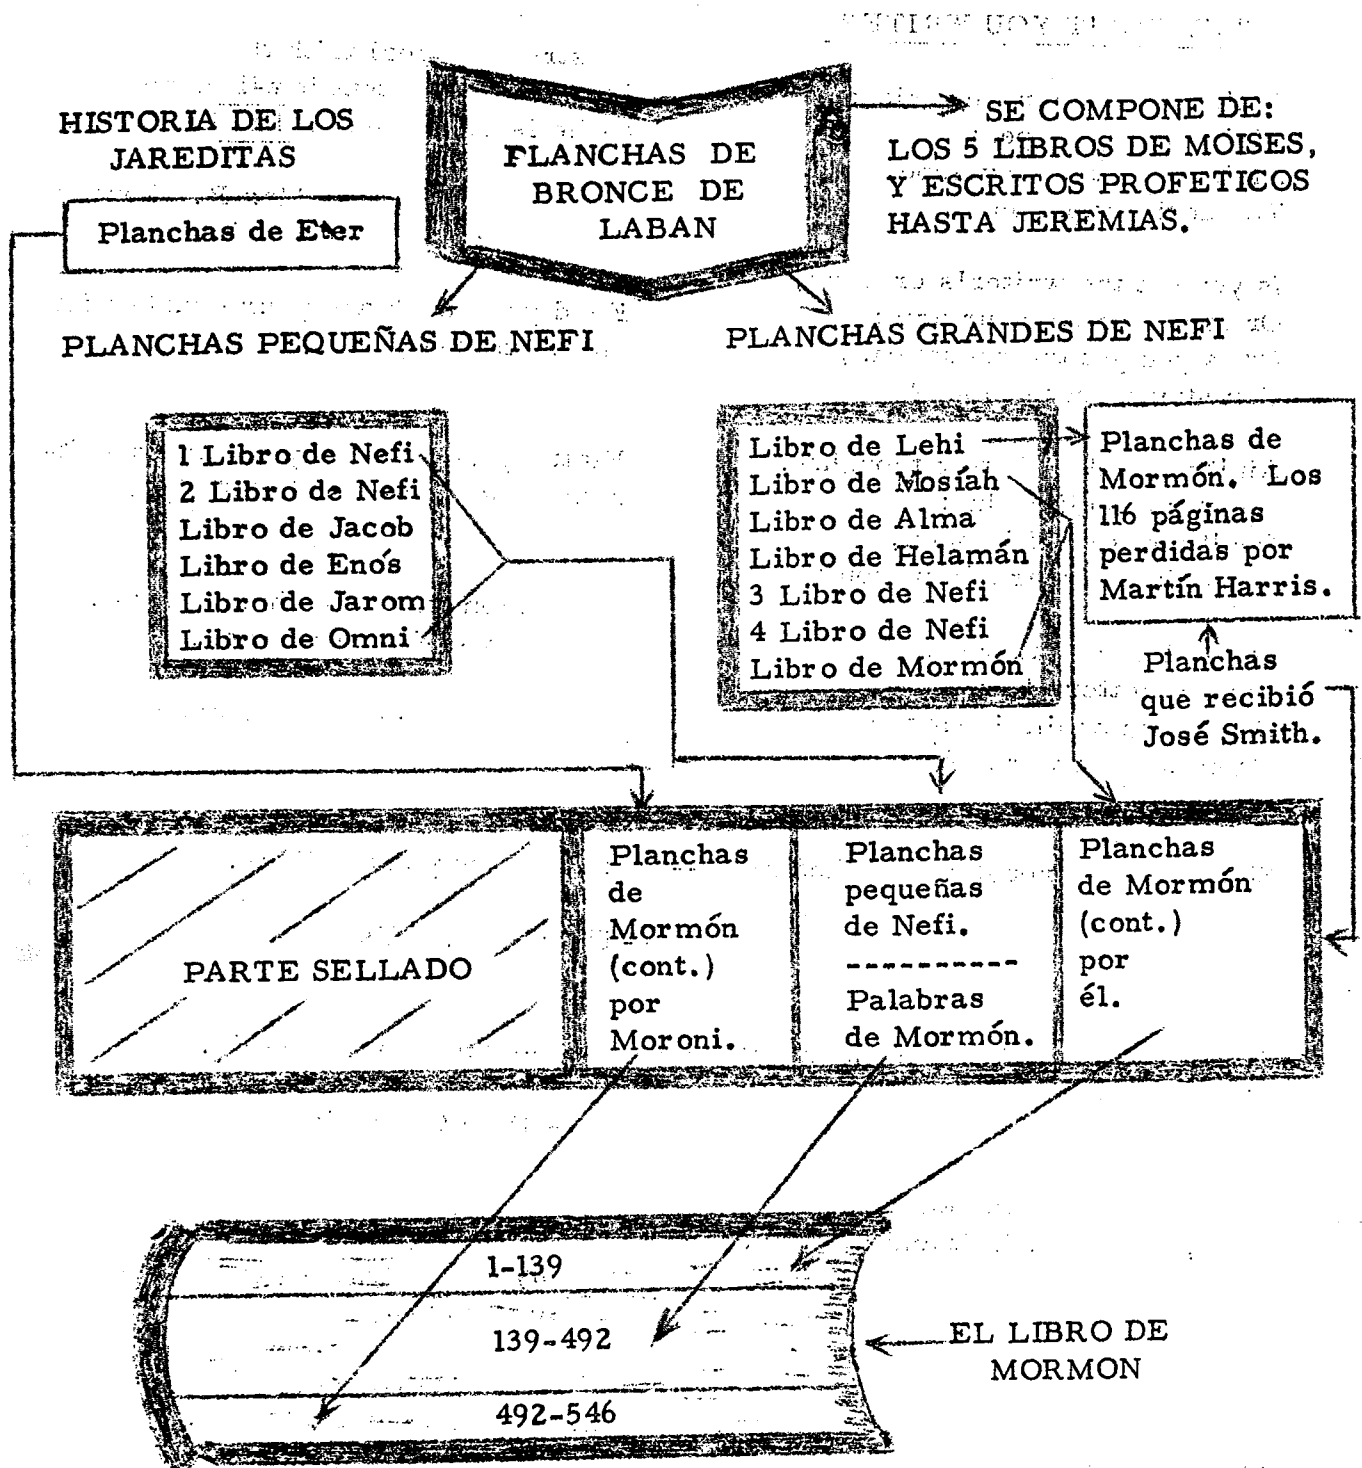 HISTORIA DE LOS
JAREDITAS
Planchas de Eter
PLANCHAS DE
BRONCE DE
LABAN
SE COMPONE DE:
LOS 5 LIBROS DE MOISES,
Y ESCRITOS PROFETICOS
HASTA JEREMIAS.
PLANCHAS PEQUEÑAS DE NEFI
PLANCHAS GRANDES DE NEFI
1 Libro de Nefi
2 Libro de Nefi
Libro de Jacob
Libro de Enós
Libro de Jarom
Libro de Omni
Libro de Lehi
Libro de Mosíah
Libro de Alma
Libro de Helamán
3 Libro de Nefi
4 Libro de Nefi
Libro de Mormón
Planchas de
Mormón. Los
116 páginas
perdidas por
Martín Harris.
Planchas
que recibió
José Smith.
PARTE SELLADO
Planchas
de
Mormón
(cont.)
por
Moroni.
Planchas
pequeñas
de Nefi.
----------
Palabras
de Mormón.
Planchas
de Mormón
(cont.)
por
él.
1-139
139-492
492-546
EL LIBRO DE
MORMON